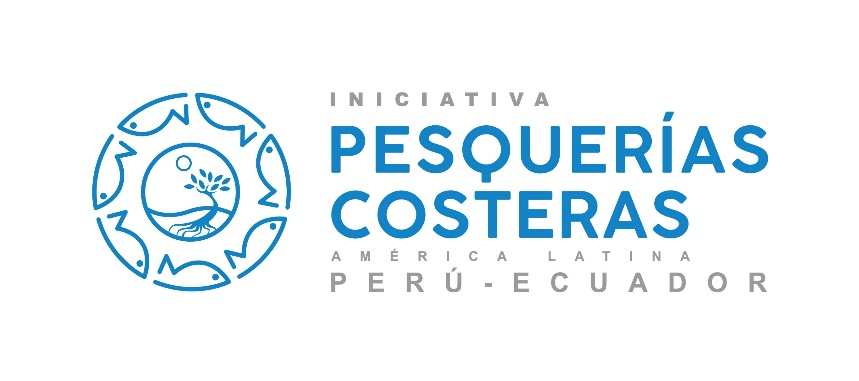 INICIATIVA
PESQUERÍAS
COSTERAS
AMÉRICA LATINA
PERÚ-ECUADOR